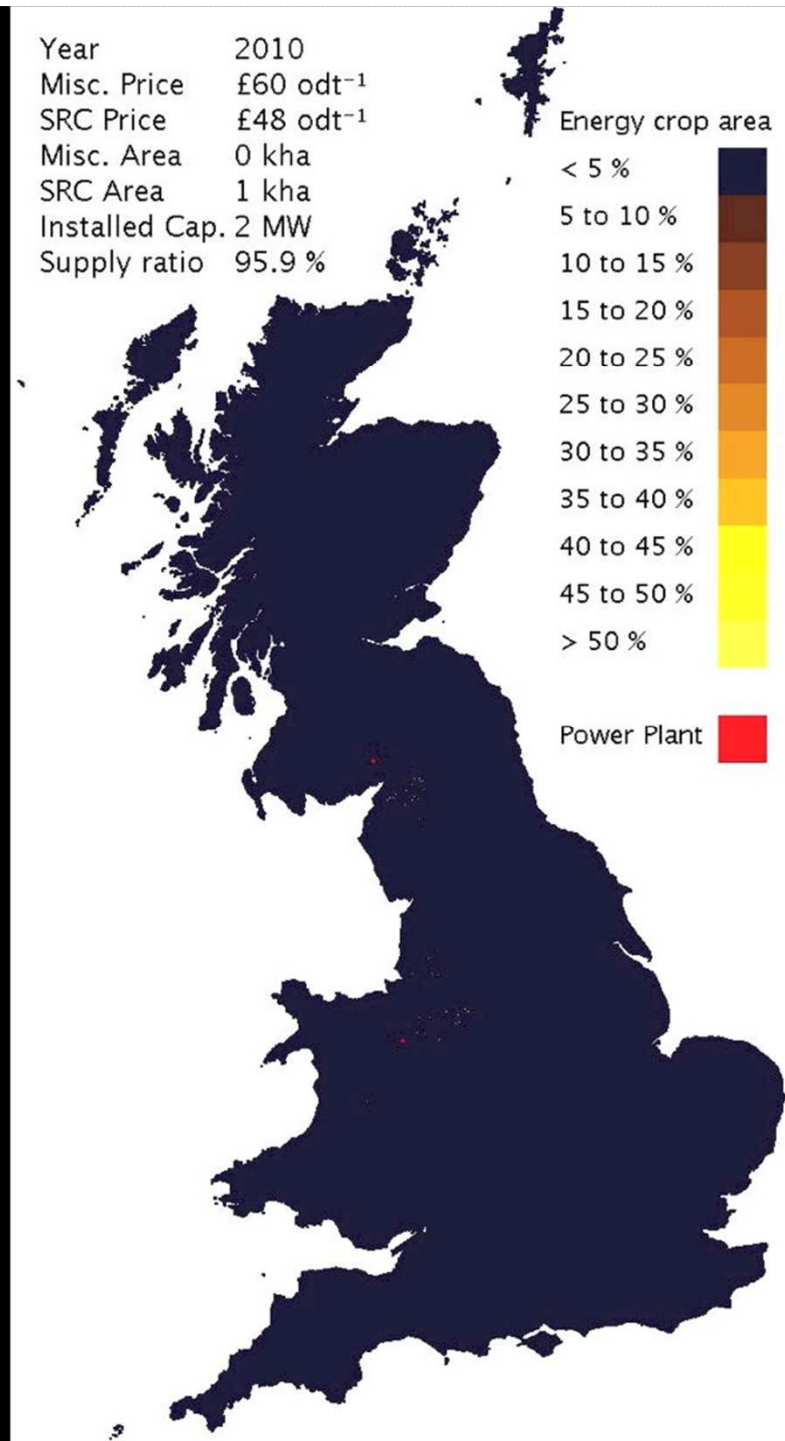 Year 2010
Misc. Price £60 odt⁻¹
SRC Price £48 odt⁻¹
Misc. Area 0 kha
SRC Area 1 kha
Installed Cap. 2 MW
Supply ratio 95.9 %
Energy crop area
< 5 %
5 to 10 %
10 to 15 %
15 to 20 %
20 to 25 %
25 to 30 %
30 to 35 %
35 to 40 %
40 to 45 %
45 to 50 %
> 50 %
Power Plant